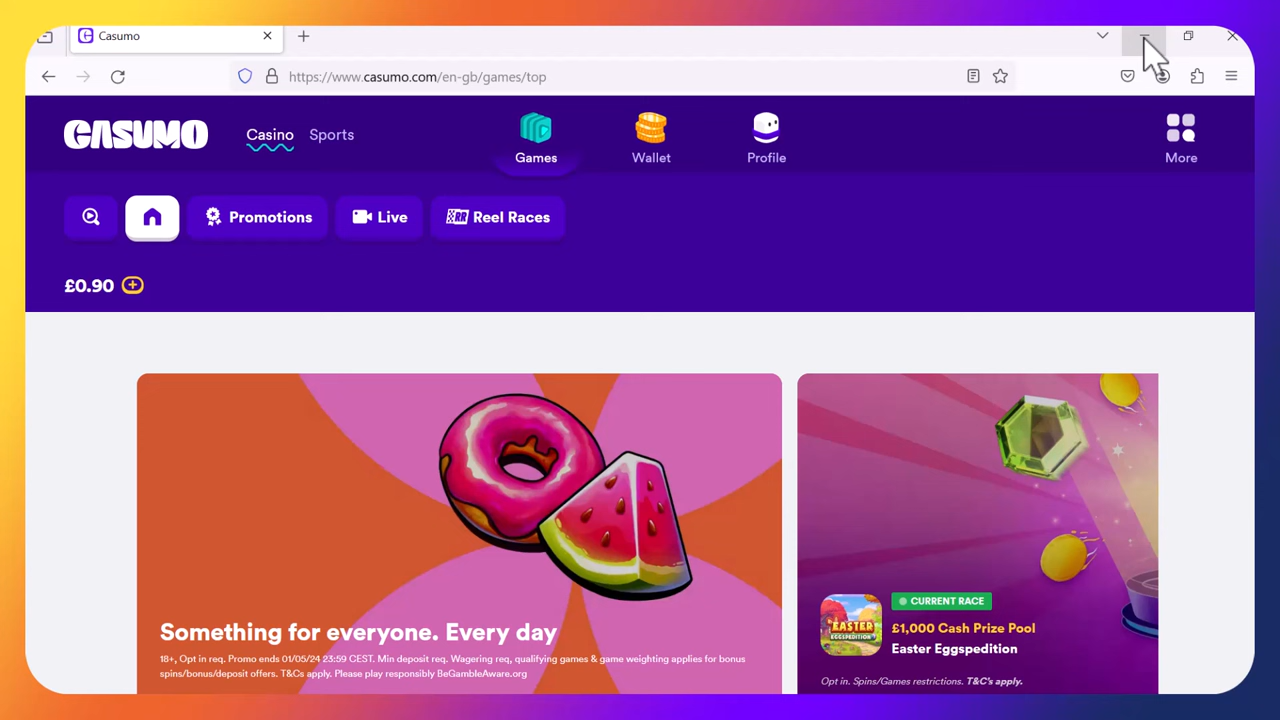 Casumo
https://www.casumo.com/en-gb/games/top
CASUMO
Casino
Sports
Games
Wallet
Profile
More
Promotions
Live
RR Reel Races
£0.90
Something for everyone. Every day
18+, Opt in req. Promo ends 01/05/24 23:59 CEST. Min deposit req. Wagering req, qualifying games & game weighting applies for bonus
spins/bonus/deposit offers. T&Cs apply. Please play responsibly BeGambleAware.org
EASTER
EGGSPEDITION
CURRENT RACE
£1,000 Cash Prize Pool
Easter Eggspedition
Opt in. Spins/Games restrictions. T&C's apply.